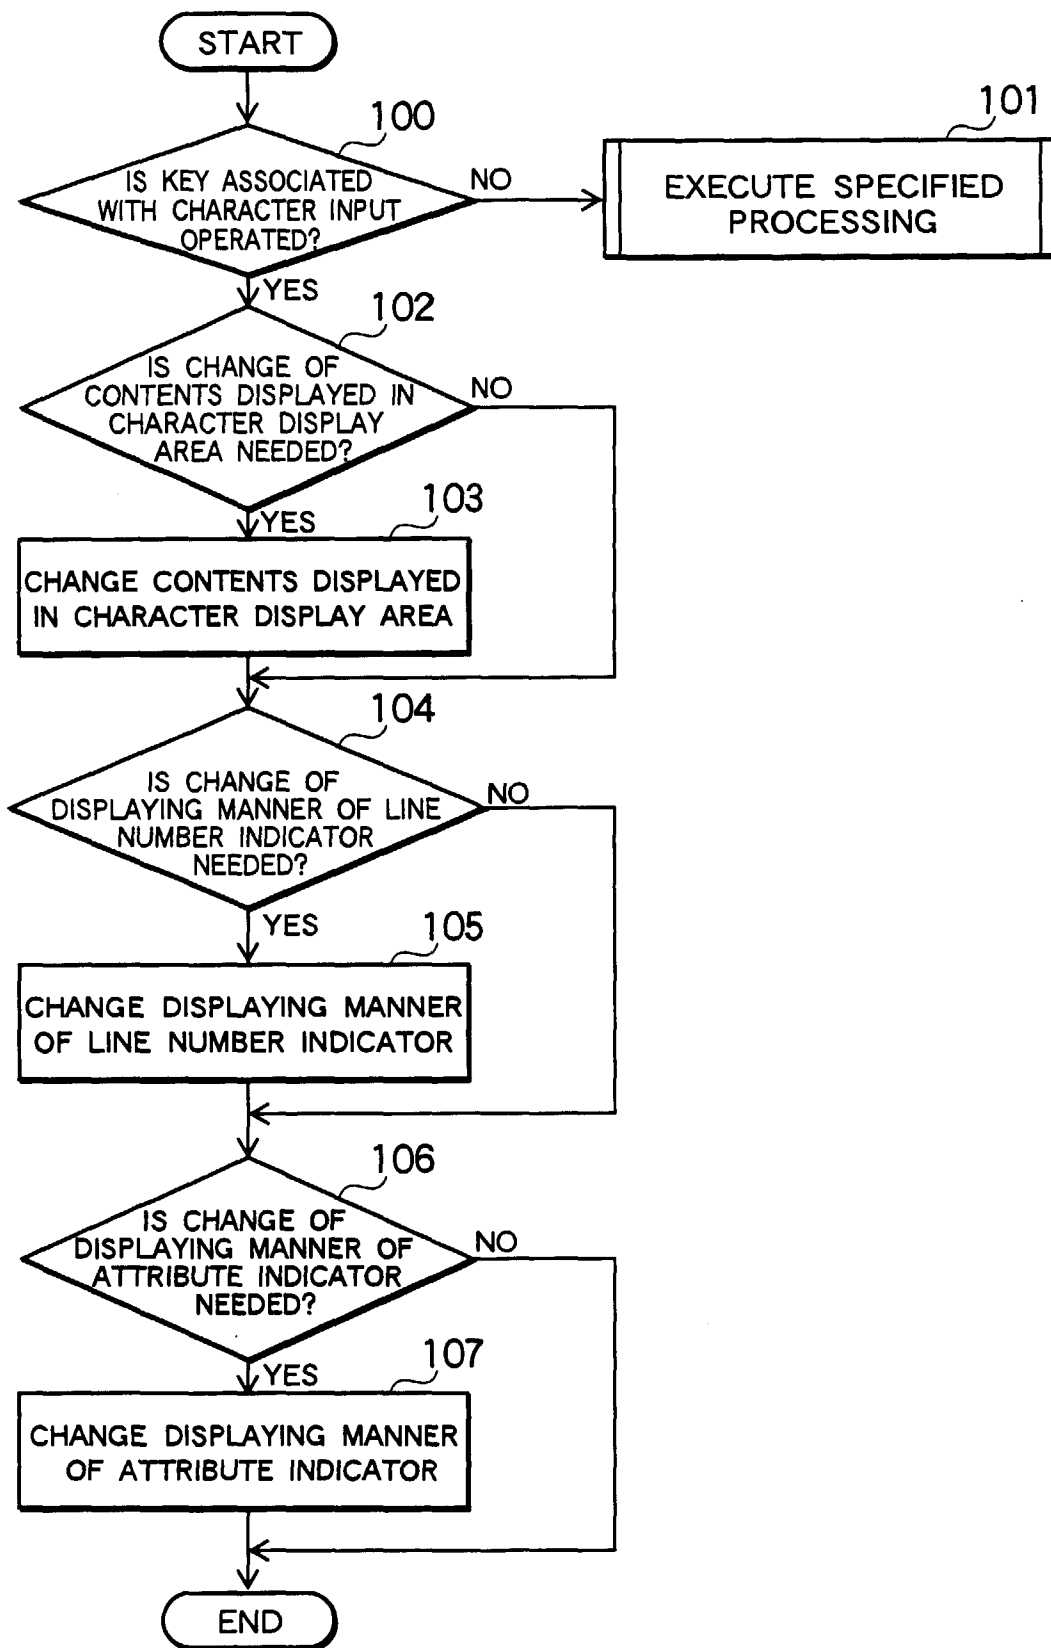 START
100
IS KEY ASSOCIATED
WITH CHARACTER INPUT
OPERATED?
NO
101
EXECUTE SPECIFIED
PROCESSING
YES
102
IS CHANGE OF
CONTENTS DISPLAYED IN
CHARACTER DISPLAY
AREA NEEDED?
NO
YES
103
CHANGE CONTENTS DISPLAYED
IN CHARACTER DISPLAY AREA
104
IS CHANGE OF
DISPLAYING MANNER OF LINE
NUMBER INDICATOR
NEEDED?
NO
YES
105
CHANGE DISPLAYING MANNER
OF LINE NUMBER INDICATOR
106
IS CHANGE OF
DISPLAYING MANNER OF
ATTRIBUTE INDICATOR
NEEDED?
NO
YES
107
CHANGE DISPLAYING MANNER
OF ATTRIBUTE INDICATOR
END